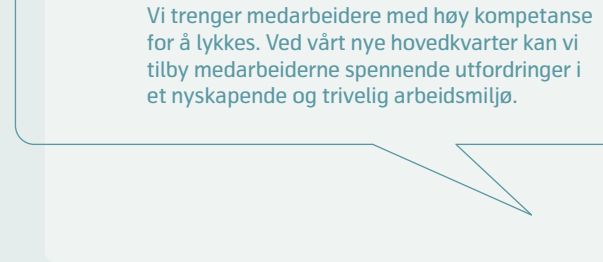 Vi trenger medarbeidere med høy kompetanse
for å lykkes. Ved vårt nye hovedkvarter kan vi
tilby medarbeiderne spennende utfordringer i
et nyskapende og trivelig arbeidsmiljø.